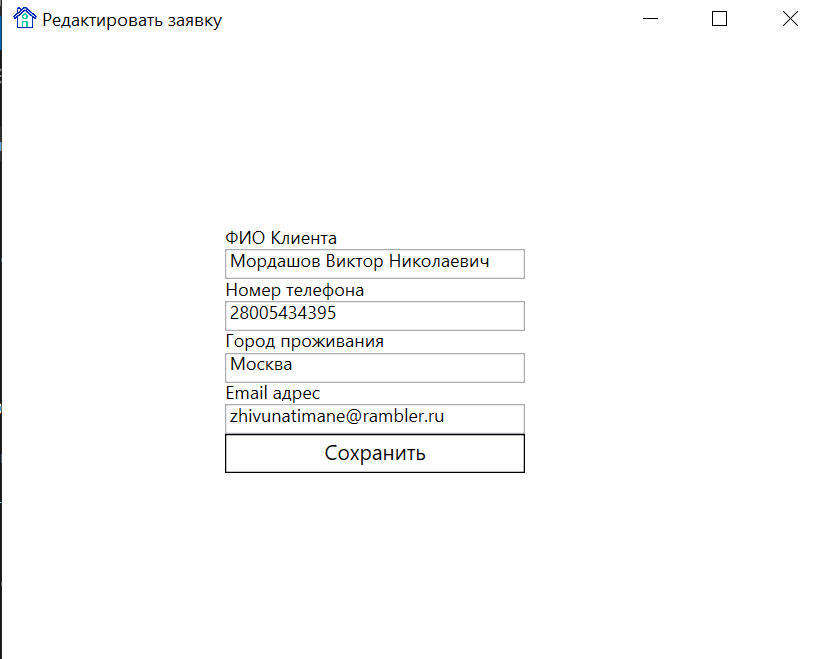 Редактировать заявку
ФИО Клиента
Мордашов Виктор Николаевич
Номер телефона
28005434395
Город проживания
Москва
Email адрес
zhivunatimane@rambler.ru
Сохранить